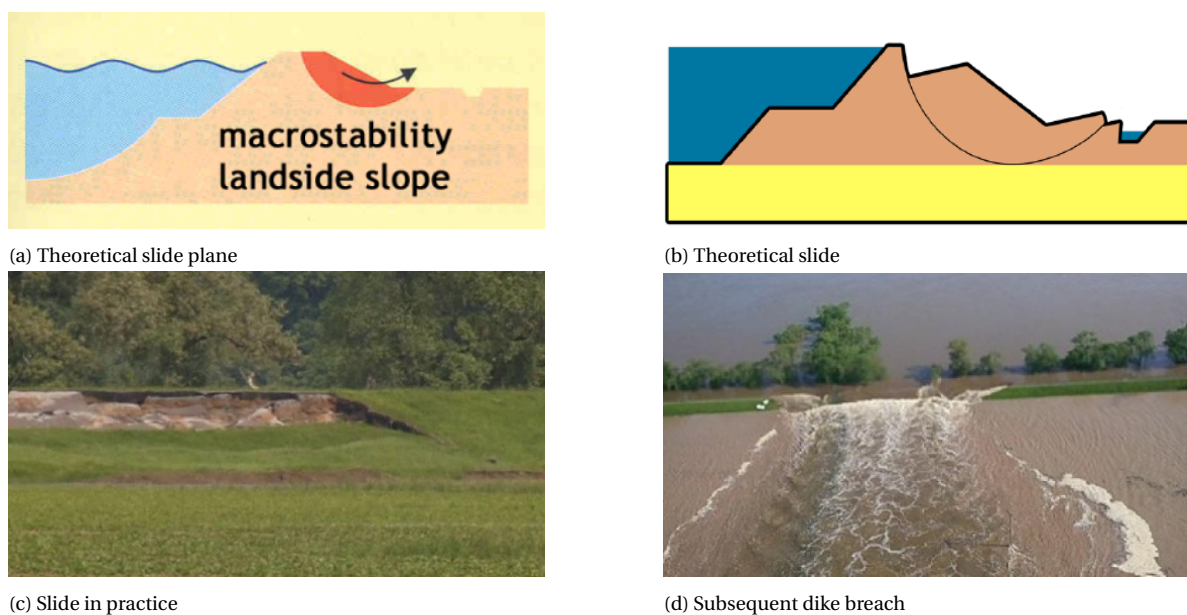 macrostability
landside slope
(a) Theoretical slide plane
(b) Theoretical slide
(c) Slide in practice
(d) Subsequent dike breach